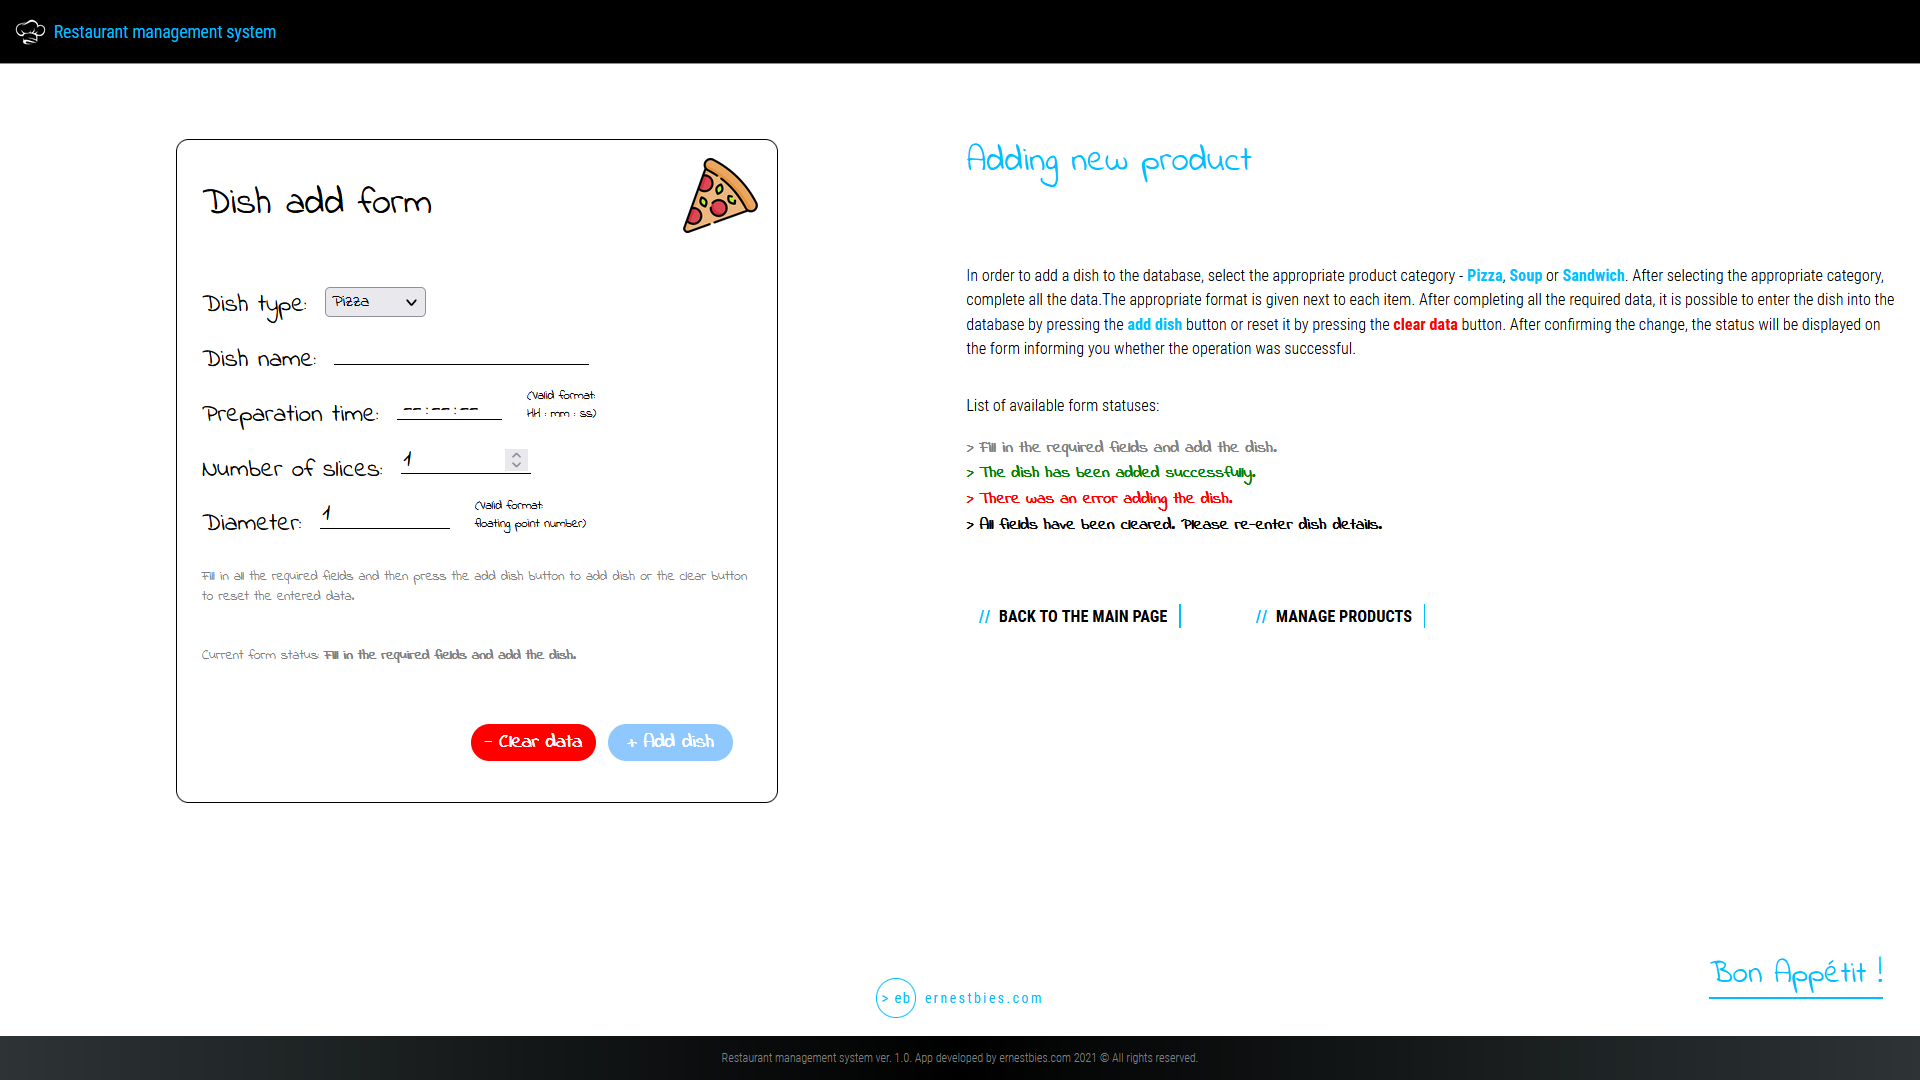 Restaurant management system
Dish add form
Dish type: Pizza
Dish name:
Preparation time: --:--:-- (Valid format: HH : mm : ss)
Number of slices: 1
Diameter: 1 (Valid format: floating point number)
Fill in all the required fields and then press the add dish button to add dish or the clear button
to reset the entered data.
Current form status: Fill in the required fields and add the dish.
- Clear data
+ Add dish
Adding new product
In order to add a dish to the database, select the appropriate product category - Pizza, Soup or Sandwich. After selecting the appropriate category,
complete all the data.The appropriate format is given next to each item. After completing all the required data, it is possible to enter the dish into the
database by pressing the add dish button or reset it by pressing the clear data button. After confirming the change, the status will be displayed on
the form informing you whether the operation was successful.
List of available form statuses:
> Fill in the required fields and add the dish.
> The dish has been added successfully.
> There was an error adding the dish.
> All fields have been cleared. Please re-enter dish details.
// BACK TO THE MAIN PAGE
// MANAGE PRODUCTS
Bon Appétit !
> eb ernestbies.com
Restaurant management system ver. 1.0. App developed by ernestbies.com 2021 © All rights reserved.